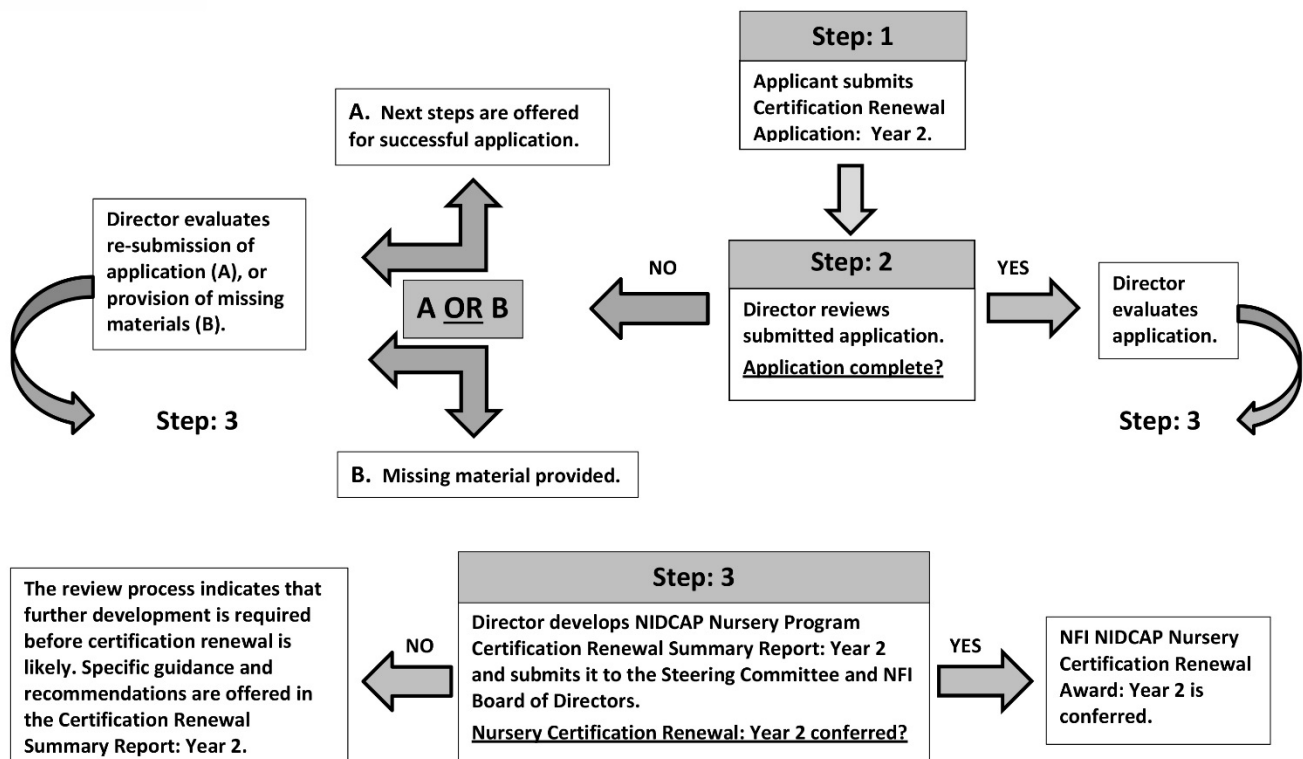 Step: 1
Applicant submits
Certification Renewal
Application: Year 2.
A. Next steps are offered
for successful application.
Director evaluates
re-submission of
application (A), or
provision of missing
materials (B).
Step: 3
A OR B
NO
Step: 2
Director reviews
submitted application.
Application complete?
YES
Director
evaluates
application.
Step: 3
B. Missing material provided.
The review process indicates that
further development is required
before certification renewal is
likely. Specific guidance and
recommendations are offered in
the Certification Renewal
Summary Report: Year 2.
NO
Step: 3
Director develops NIDCAP Nursery Program
Certification Renewal Summary Report: Year 2
and submits it to the Steering Committee and NFI
Board of Directors.
Nursery Certification Renewal: Year 2 conferred?
YES
NFI NIDCAP Nursery
Certification Renewal
Award: Year 2 is
conferred.